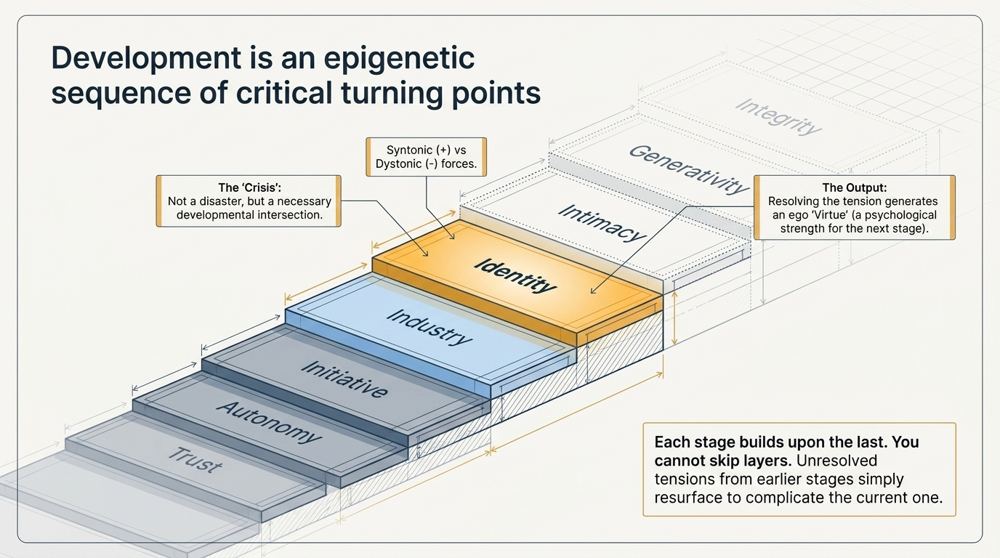 Development is an epigenetic
sequence of critical turning points
Syntonic (+) vs
Dystonic (-) forces.
The ‘Crisis’:
Not a disaster, but a necessary
developmental intersection.
The Output:
Resolving the tension generates
an ego ‘Virtue’ (a psychological
strength for the next stage).
Integrity
Generativity
Intimacy
Identity
Industry
Initiative
Autonomy
Trust
Each stage builds upon the last. You
cannot skip layers. Unresolved
tensions from earlier stages simply
resurface to complicate the current one.